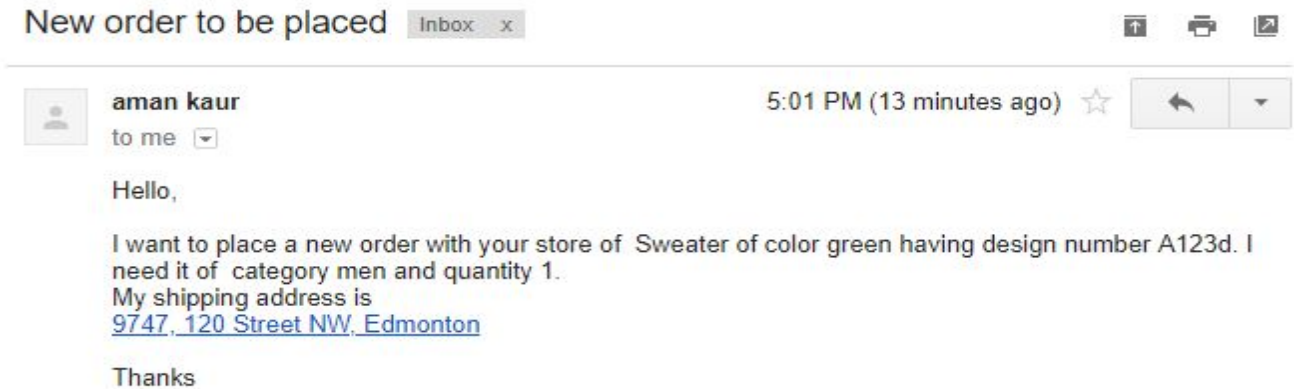 New order to be placed Inbox x
aman kaur 5:01 PM (13 minutes ago)
to me
Hello,
I want to place a new order with your store of Sweater of color green having design number A123d. I
need it of category men and quantity 1.
My shipping address is
9747, 120 Street NW, Edmonton
Thanks